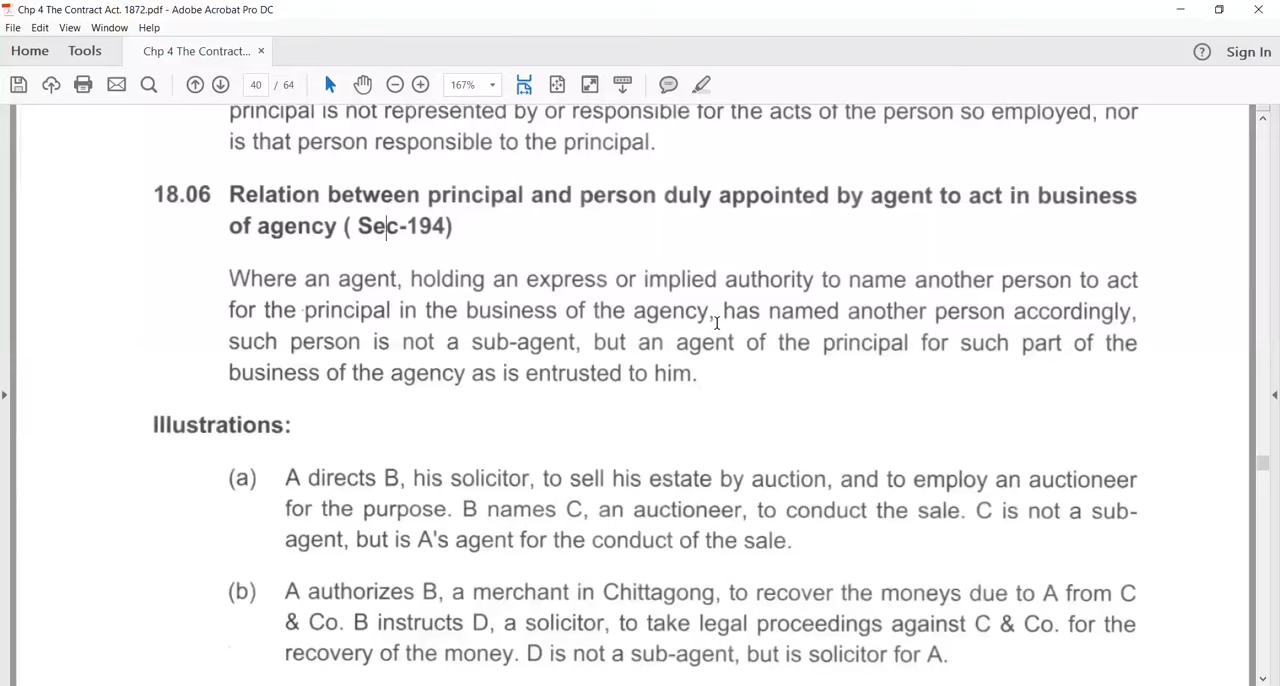 Chp 4 The Contract Act. 1872.pdf - Adobe Acrobat Pro DC
File Edit View Window Help
Home Tools Chp 4 The Contract... × Sign In
40 / 64 167%
principal is not represented by or responsible for the acts of the person so employed, nor
is that person responsible to the principal.
18.06 Relation between principal and person duly appointed by agent to act in business
of agency ( Sec-194)
Where an agent, holding an express or implied authority to name another person to act
for the principal in the business of the agency, has named another person accordingly,
such person is not a sub-agent, but an agent of the principal for such part of the
business of the agency as is entrusted to him.
Illustrations:
(a) A directs B, his solicitor, to sell his estate by auction, and to employ an auctioneer
for the purpose. B names C, an auctioneer, to conduct the sale. C is not a sub-
agent, but is A's agent for the conduct of the sale.
(b) A authorizes B, a merchant in Chittagong, to recover the moneys due to A from C
& Co. B instructs D, a solicitor, to take legal proceedings against C & Co. for the
recovery of the money. D is not a sub-agent, but is solicitor for A.